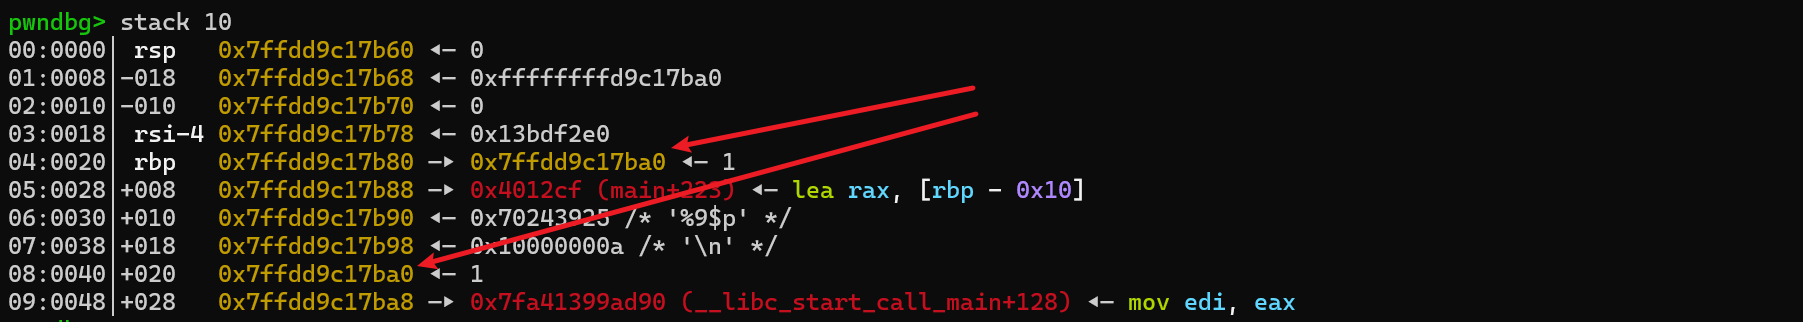 pwndbg> stack 10
00:0000│ rsp   0x7ffdd9c17b60 ◂— 0
01:0008│-018   0x7ffdd9c17b68 ◂— 0xffffffffd9c17ba0
02:0010│-010   0x7ffdd9c17b70 ◂— 0
03:0018│ rsi-4 0x7ffdd9c17b78 ◂— 0x13bdf2e0
04:0020│ rbp   0x7ffdd9c17b80 —▸ 0x7ffdd9c17ba0 ◂— 1
05:0028│+008   0x7ffdd9c17b88 —▸ 0x4012cf (main+223) ◂— lea rax, [rbp - 0x10]
06:0030│+010   0x7ffdd9c17b90 ◂— 0x70243925 /* '%9$p' */
07:0038│+018   0x7ffdd9c17b98 ◂— 0x10000000a /* '\n' */
08:0040│+020   0x7ffdd9c17ba0 ◂— 1
09:0048│+028   0x7ffdd9c17ba8 —▸ 0x7fa41399ad90 (__libc_start_call_main+128) ◂— mov edi, eax